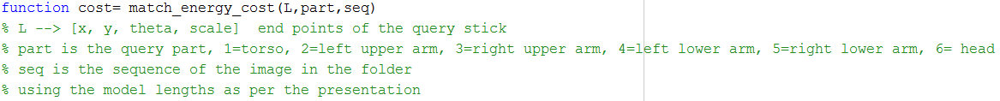 function cost= match_energy_cost(L,part,seq)
% L --> [x, y, theta, scale]  end points of the query stick
% part is the query part, 1=torso, 2=left upper arm, 3=right upper arm, 4=left lower arm, 5=right lower arm, 6= head
% seq is the sequence of the image in the folder
% using the model lengths as per the presentation